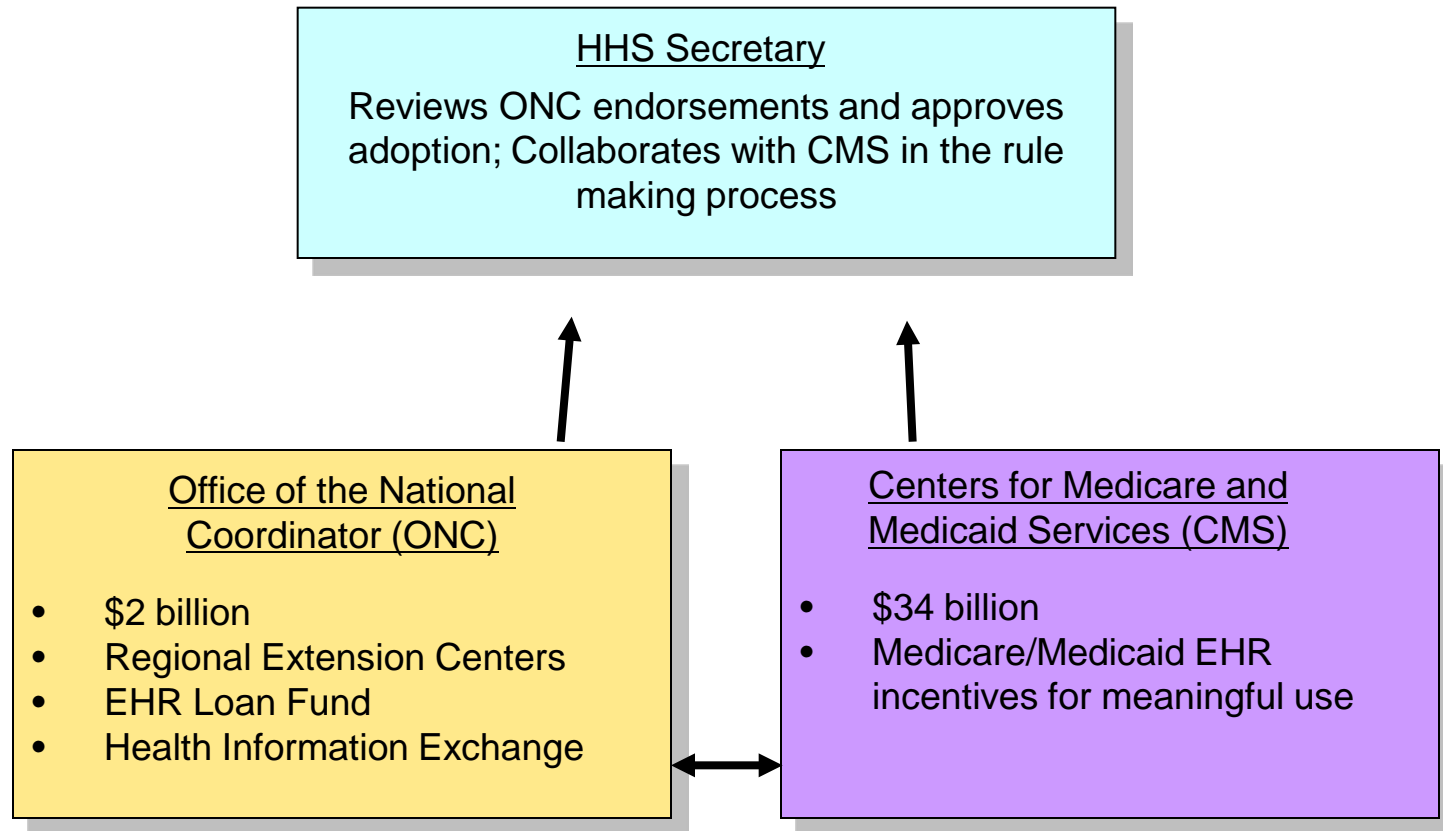 HHS Secretary
Reviews ONC endorsements and approves
adoption; Collaborates with CMS in the rule
making process
Office of the National
Coordinator (ONC)
• $2 billion
• Regional Extension Centers
• EHR Loan Fund
• Health Information Exchange
Centers for Medicare and
Medicaid Services (CMS)
• $34 billion
• Medicare/Medicaid EHR
incentives for meaningful use